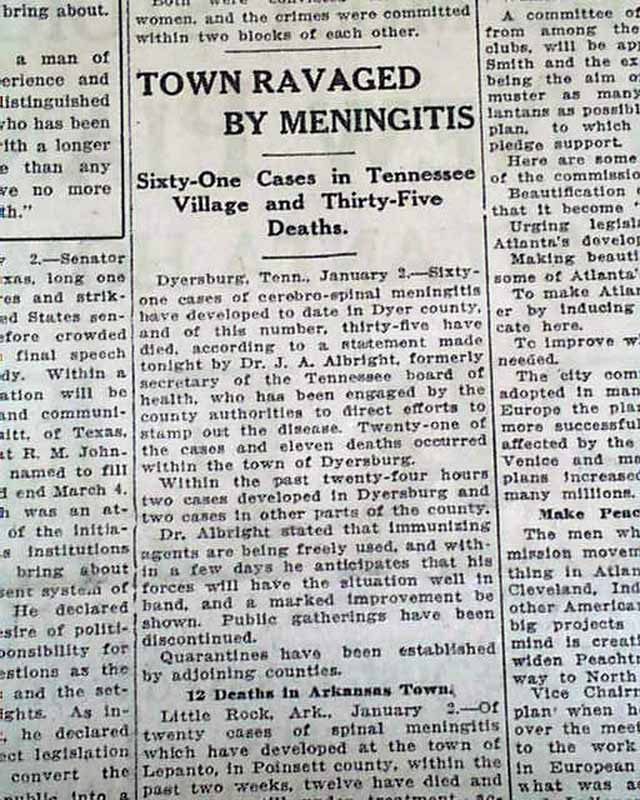 bring about.
a man of
erience and
distinguished
who has been
with a longer
e than any
ve no more
th."
2.—Senator
xas, long one
res and strik-
ed States sen-
efore crowded
final speech
dy. Within a
ation will be
and communi-
itt, of Texas,
at R. M. John-
named to fill
d end March 4.
h was an at-
of the initia-
s institutions
bring about
sent system of
He declared
esire of politi-
ponsibility for
estions as the
and the set-
ights. As in-
, he declared
ect legislation
convert the
public into a
women, and the crimes were committed
within two blocks of each other.
TOWN RAVAGED
BY MENINGITIS
Sixty-One Cases in Tennessee
Village and Thirty-Five
Deaths.
Dyersburg, Tenn., January 2.—Sixty-
one cases of cerebro-spinal meningitis
have developed to date in Dyer county,
and of this number, thirty-five have
died, according to a statement made
tonight by Dr. J. A. Albright, formerly
secretary of the Tennessee board of
health, who has been engaged by the
county authorities to direct efforts to
stamp out the disease. Twenty-one of
the cases and eleven deaths occurred
within the town of Dyersburg.
Within the past twenty-four hours
two cases developed in Dyersburg and
two cases in other parts of the county.
Dr. Albright stated that immunizing
agents are being freely used, and with-
in a few days he anticipates that his
forces will have the situation well in
hand, and a marked improvement be
shown. Public gatherings have been
discontinued.
Quarantines have been established
by adjoining counties.
12 Deaths in Arkansas Town.
Little Rock, Ark., January 2.—Of
twenty cases of spinal meningitis
which have developed at the town of
Lepanto, in Poinsett county, within the
past two weeks, twelve have died and
A committee of
from among the
clubs, will be ap
Smith and the ex
being the aim of
muster as many
lantans as possibl
plan, to which
pledge support.
Here are some
of the commissio
Beautification
that it become "
Urging legisla
Atlanta's develop
Making beauti
some of Atlanta'
To make Atlan
er by inducing
cate here.
To improve w
needed.
The city com
adopted in man
Europe the plan
more successful
affected by the
Venice and ma
plans increased
many millions.
Make Peac
The men wh
mission movem
thing in Atlan
Cleveland, Ind
other America
big projects
mind is creati
widen Peachtr
way to North
Vice Chairm
plan when h
over the meet
to the work
in European
what was a